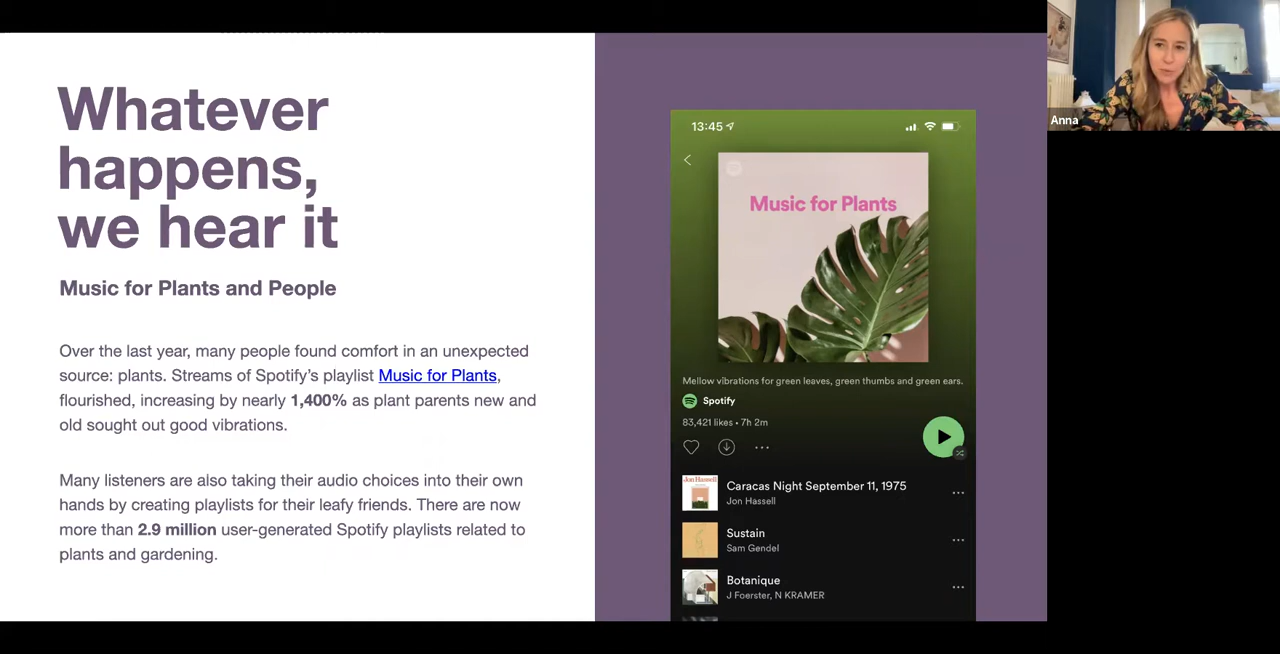 Whatever
happens,
we hear it
Music for Plants and People
Over the last year, many people found comfort in an unexpected
source: plants. Streams of Spotify's playlist Music for Plants,
flourished, increasing by nearly 1,400% as plant parents new and
old sought out good vibrations.
Many listeners are also taking their audio choices into their own
hands by creating playlists for their leafy friends. There are now
more than 2.9 million user-generated Spotify playlists related to
plants and gardening.
13:45
Music for Plants
Mellow vibrations for green leaves, green thumbs and green ears.
Spotify
83,421 likes • 7h 2m
Jon Hassell
Caracas Night September 11, 1975
Jon Hassell
Sustain
Sam Gendel
Botanique
J Foerster, N KRAMER
Anna